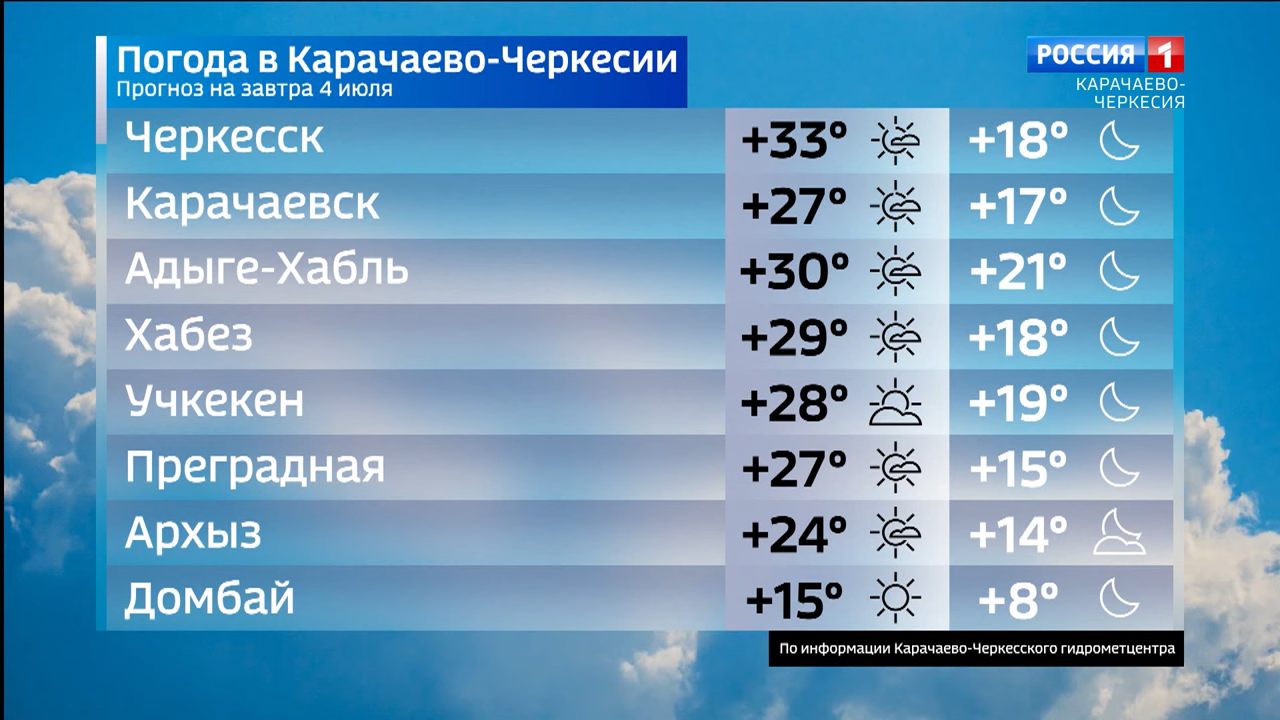 Погода в Карачаево-Черкесии
Прогноз на завтра 4 июля
РОССИЯ 1
КАРАЧАЕВО-
ЧЕРКЕСИЯ
Черкесск +33° +18°
Карачаевск +27° +17°
Адыге-Хабль +30° +21°
Хабез +29° +18°
Учкекен +28° +19°
Преградная +27° +15°
Архыз +24° +14°
Домбай +15° +8°
По информации Карачаево-Черкесского гидрометцентра